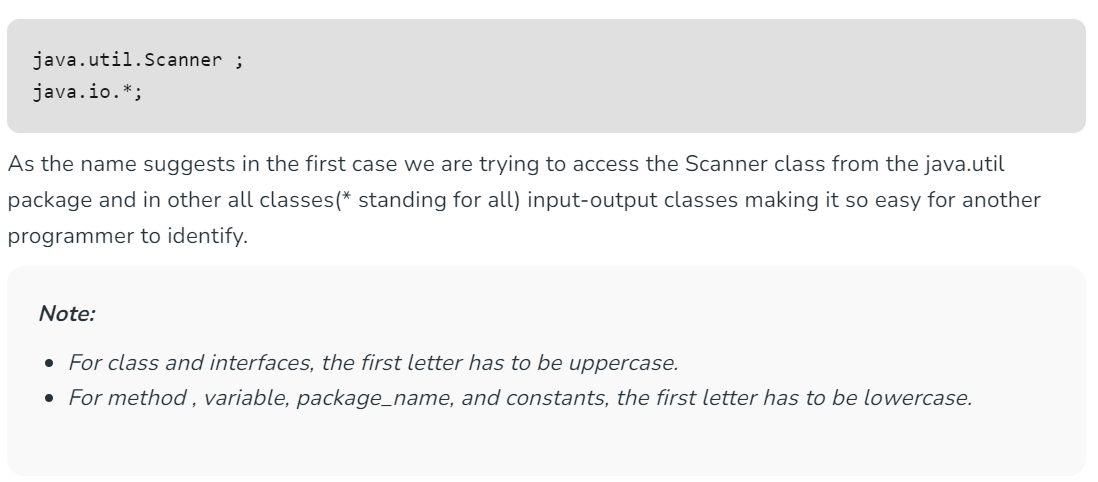 java.util.Scanner ;
java.io.*;
As the name suggests in the first case we are trying to access the Scanner class from the java.util
package and in other all classes(* standing for all) input-output classes making it so easy for another
programmer to identify.
Note:
• For class and interfaces, the first letter has to be uppercase.
• For method , variable, package_name, and constants, the first letter has to be lowercase.